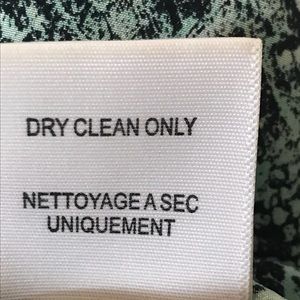 DRY CLEAN ONLY
NETTOYAGE A SEC
UNIQUEMENT